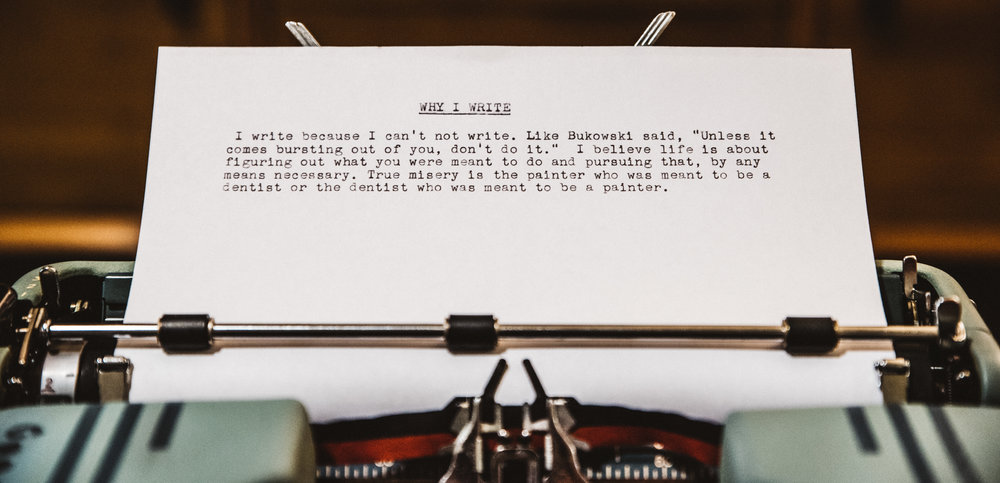 WHY I WRITE
I write because I can't not write. Like Bukowski said, "Unless it
comes bursting out of you, don't do it."  I believe life is about
figuring out what you were meant to do and pursuing that, by any
means necessary. True misery is the painter who was meant to be a
dentist or the dentist who was meant to be a painter.